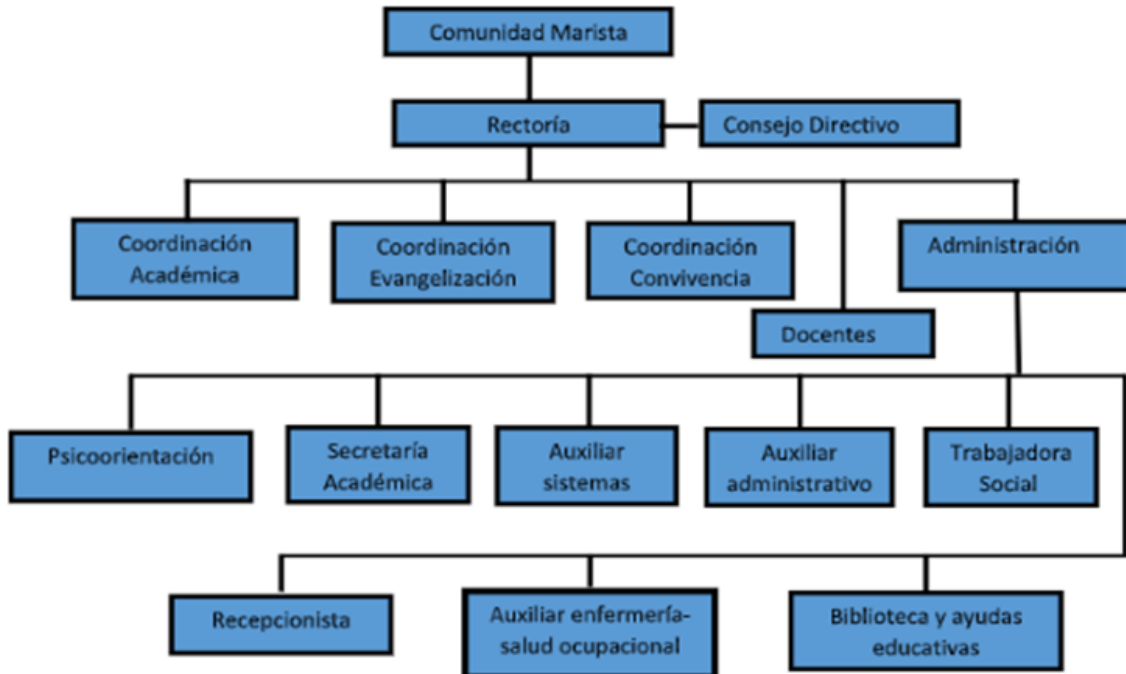 Comunidad Marista
Rectoría
Consejo Directivo
Coordinación
Académica
Coordinación
Evangelización
Coordinación
Convivencia
Administración
Docentes
Psicoorientación
Secretaría
Académica
Auxiliar
sistemas
Auxiliar
administrativo
Trabajadora
Social
Recepcionista
Auxiliar enfermería-
salud ocupacional
Biblioteca y ayudas
educativas